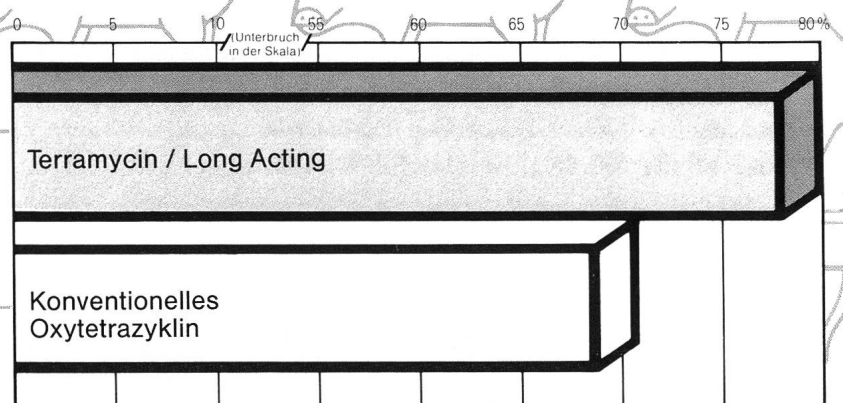 0 5 10 55 60 65 70 75 80%
(Unterbruch
in der Skala)
Terramycin / Long Acting
Konventionelles
Oxytetrazyklin